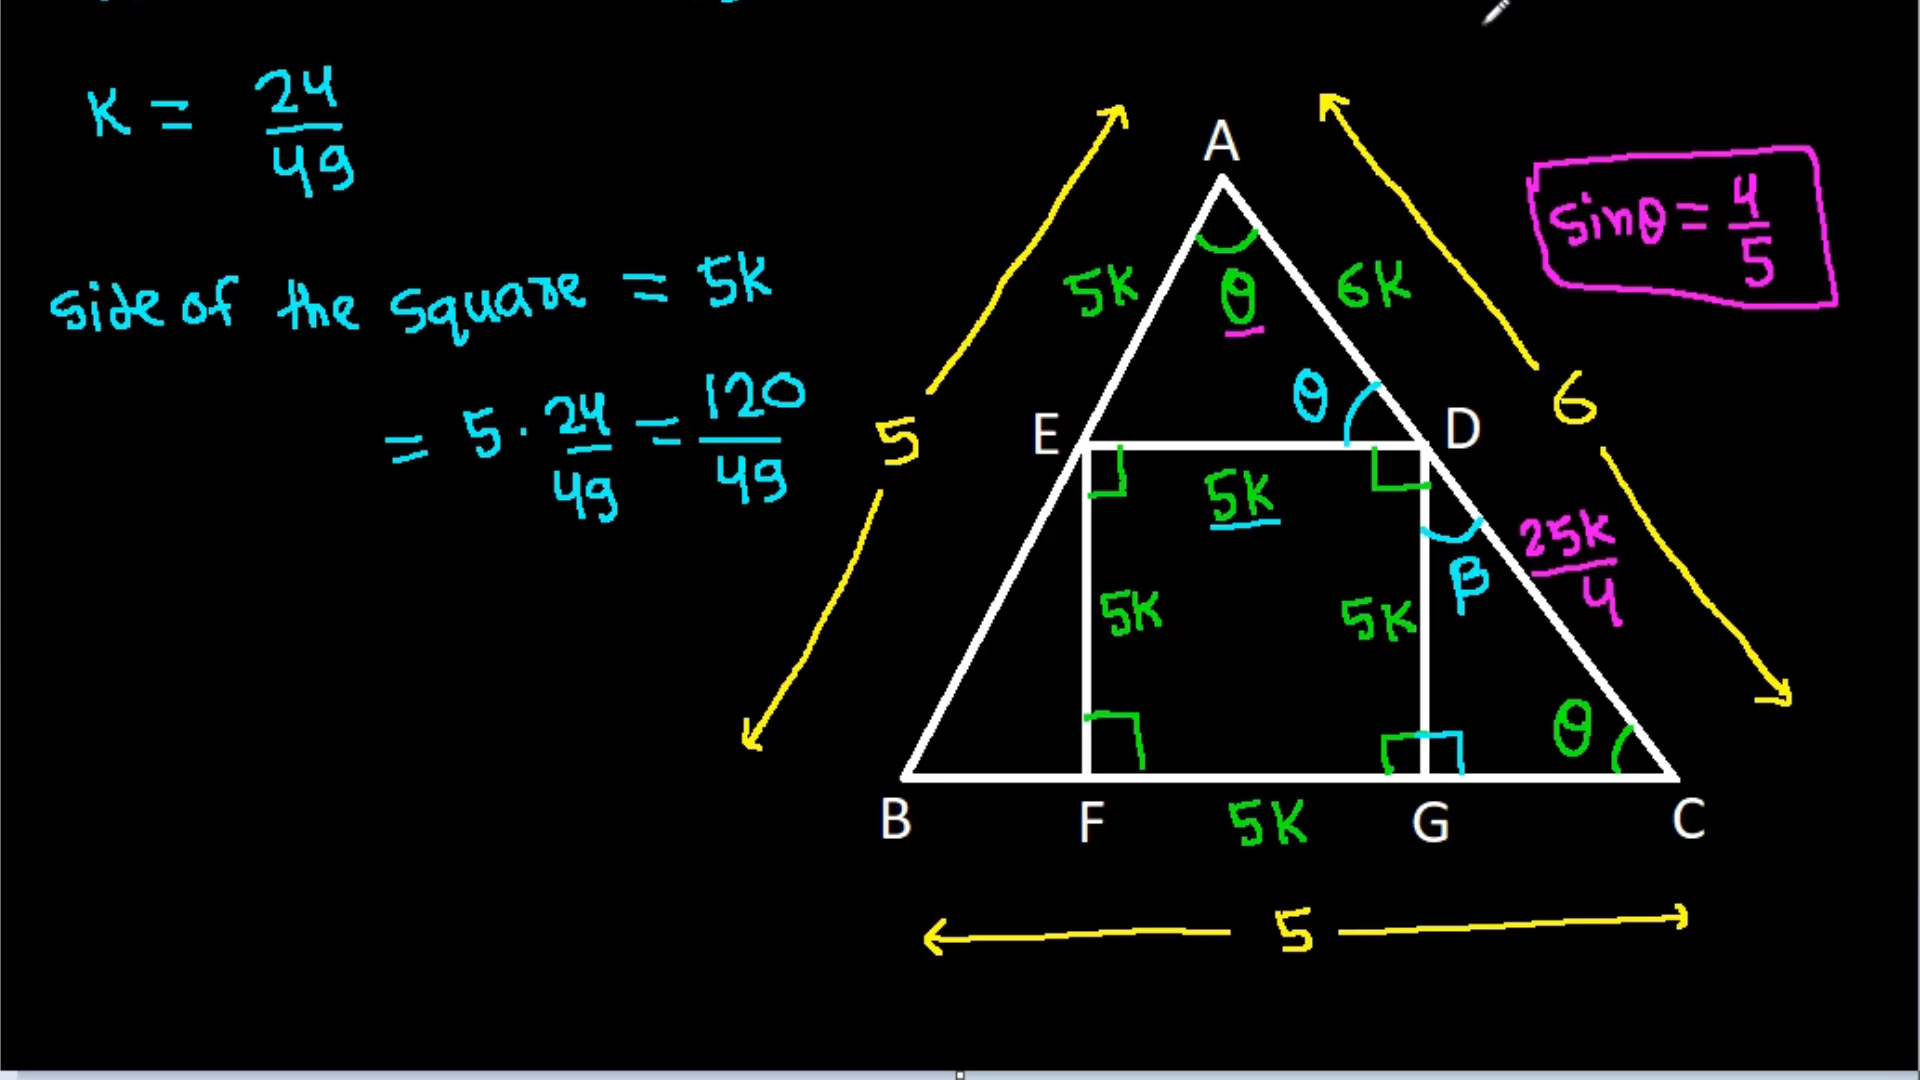 K = 24/49
side of the square = 5k
= 5 · 24/49 = 120/49
A
sinθ = 4/5
5k
θ
6k
θ
E
D
5
6
5k
25k/4
5k
5k
β
θ
B
F
5k
G
C
5